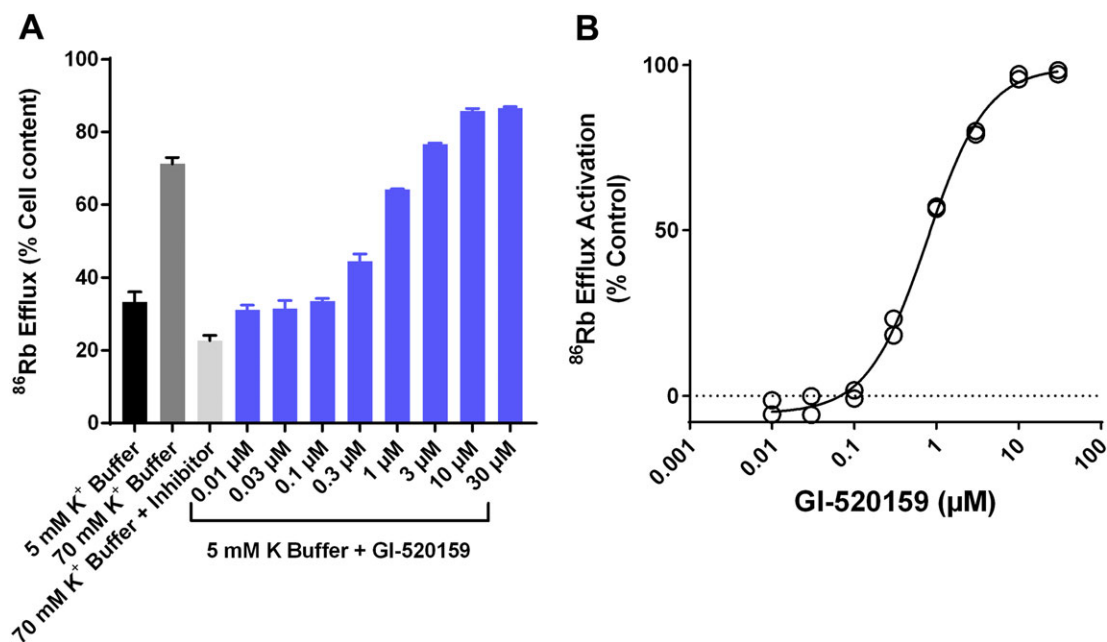 A
⁸⁶Rb Efflux (% Cell content)
100
80
60
40
20
0
5 mM K⁺ Buffer
70 mM K⁺ Buffer
70 mM K⁺ Buffer + Inhibitor
0.01 µM
0.03 µM
0.1 µM
0.3 µM
1 µM
3 µM
10 µM
30 µM
5 mM K Buffer + GI-520159
B
⁸⁶Rb Efflux Activation
(% Control)
100
50
0
0.001
0.01
0.1
1
10
100
GI-520159 (µM)